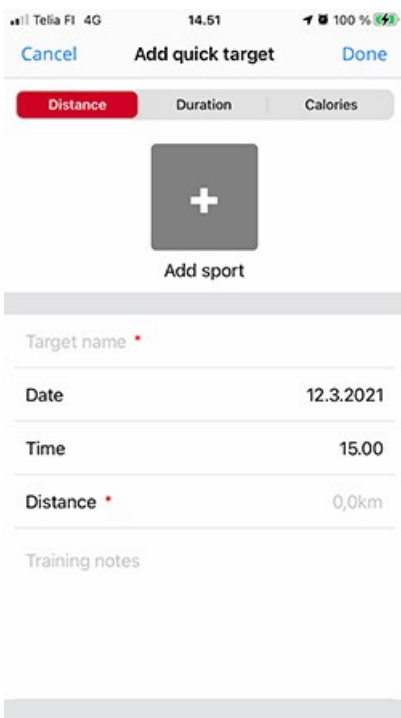 Telia FI 4G 14.51 100 %
Cancel Add quick target Done
Distance Duration Calories
Add sport
Target name *
Date 12.3.2021
Time 15.00
Distance * 0,0km
Training notes